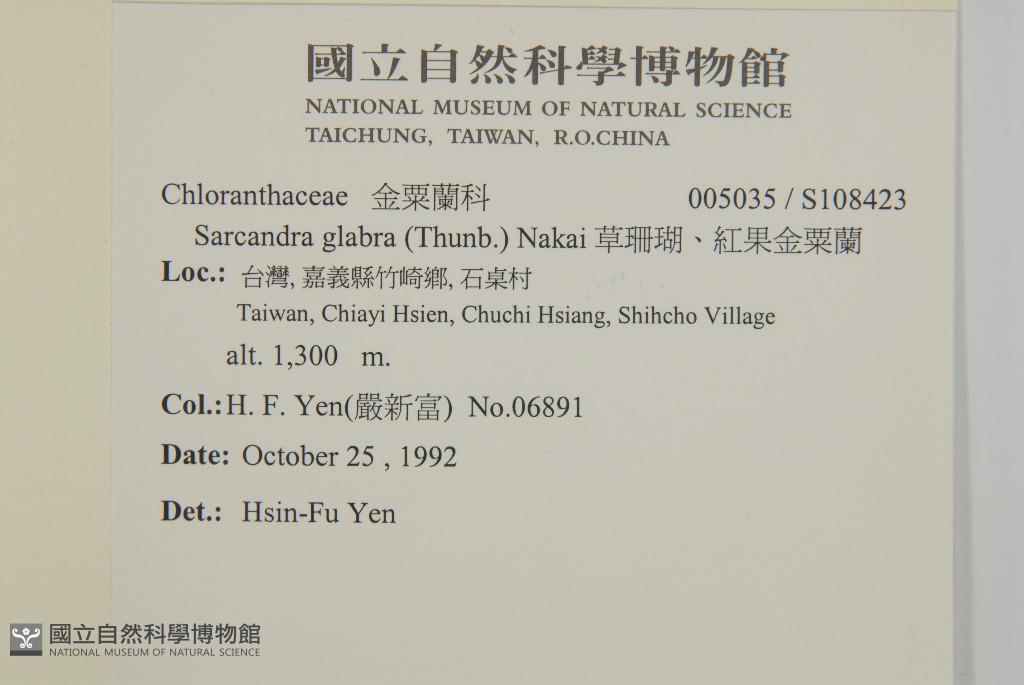 國立自然科學博物館
NATIONAL MUSEUM OF NATURAL SCIENCE
TAICHUNG, TAIWAN, R.O.CHINA
Chloranthaceae 金粟蘭科 005035 / S108423
Sarcandra glabra (Thunb.) Nakai 草珊瑚、紅果金粟蘭
Loc.: 台灣, 嘉義縣竹崎鄉, 石桌村
Taiwan, Chiayi Hsien, Chuchi Hsiang, Shihcho Village
alt. 1,300 m.
Col.: H. F. Yen(嚴新富) No.06891
Date: October 25 , 1992
Det.: Hsin-Fu Yen
國立自然科學博物館
NATIONAL MUSEUM OF NATURAL SCIENCE